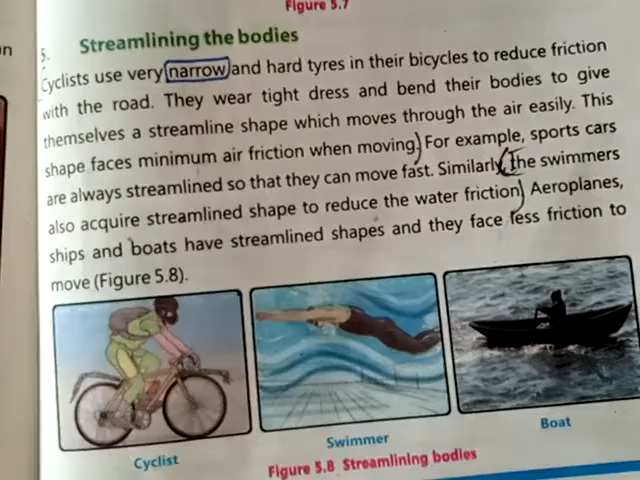 Figure 5.7
5. Streamlining the bodies
Cyclists use very narrow and hard tyres in their bicycles to reduce friction
with the road. They wear tight dress and bend their bodies to give
themselves a streamline shape which moves through the air easily. This
shape faces minimum air friction when moving. For example, sports cars
are always streamlined so that they can move fast. Similarly the swimmers
also acquire streamlined shape to reduce the water friction. Aeroplanes,
ships and boats have streamlined shapes and they face less friction to
move (Figure 5.8).
Cyclist
Swimmer
Boat
Figure 5.8 Streamlining bodies